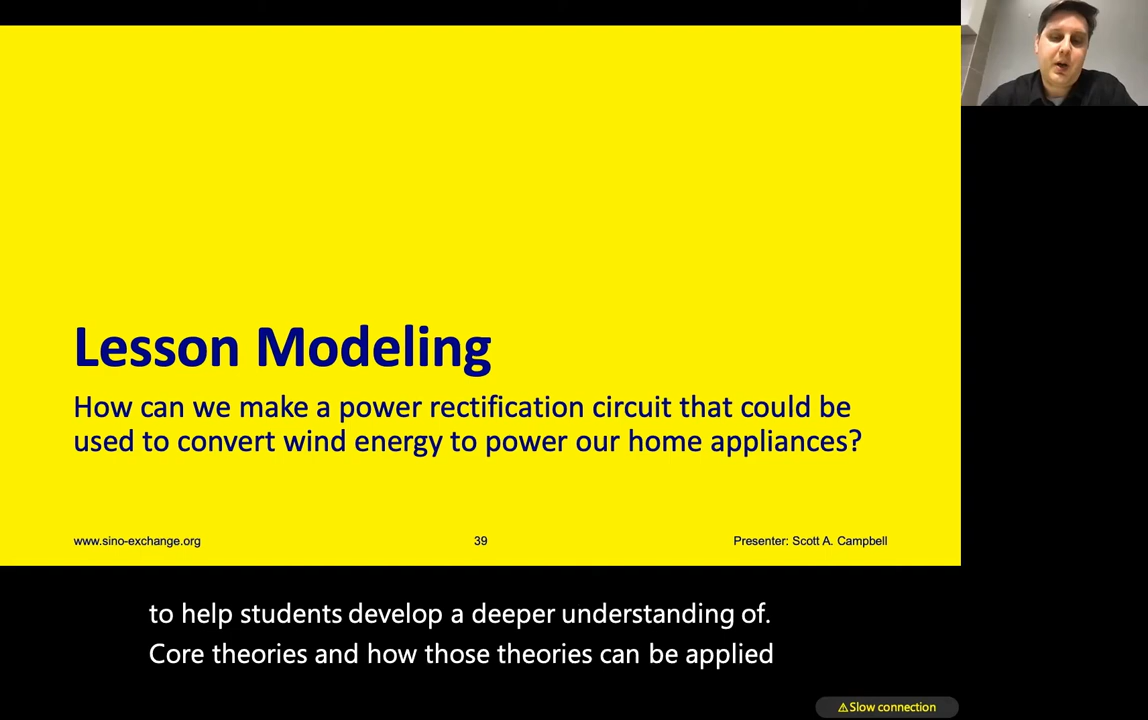 Lesson Modeling
How can we make a power rectification circuit that could be
used to convert wind energy to power our home appliances?
www.sino-exchange.org
39
Presenter: Scott A. Campbell
to help students develop a deeper understanding of.
Core theories and how those theories can be applied
⚠Slow connection